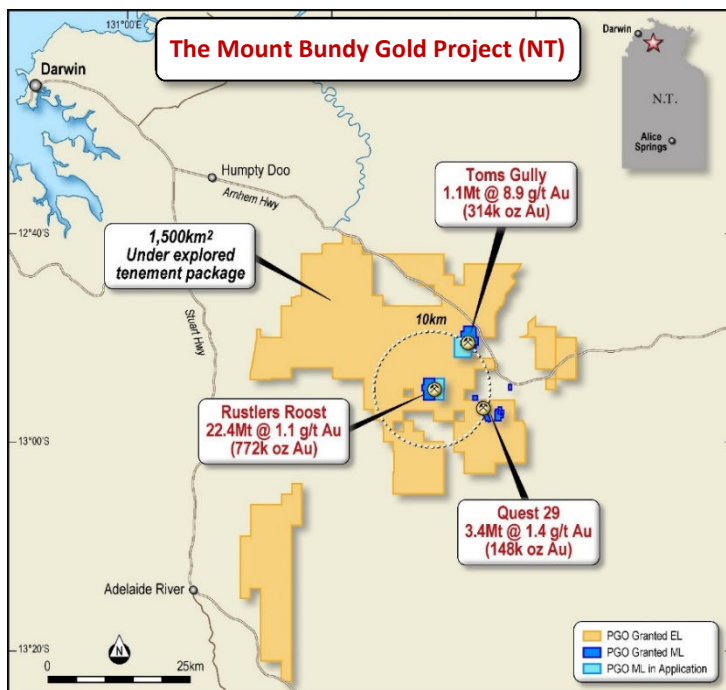 131°00'E
The Mount Bundy Gold Project (NT)
Darwin
N.T.
Alice
Springs
Darwin
Humpty Doo
Arnhem Hwy
Toms Gully
1.1Mt @ 8.9 g/t Au
(314k oz Au)
12°40'
1,500km²
Under explored
tenement package
10km
Stuart Hwy
Rustlers Roost
22.4Mt @ 1.1 g/t Au
(772k oz Au)
13°00'
Quest 29
3.4Mt @ 1.4 g/t Au
(148k oz Au)
Adelaide River
13°20'
N
0
25km
PGO Granted EL
PGO Granted ML
PGO ML in Application